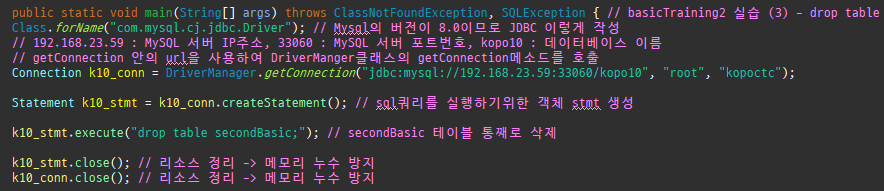 public static void main(String[] args) throws ClassNotFoundException, SQLException { // basicTraining2 실습 (3) - drop table
Class.forName("com.mysql.cj.jdbc.Driver"); // Mysql의 버전이 8.0이므로 JDBC 이렇게 작성
// 192.168.23.59 : MySQL 서버 IP주소, 33060 : MySQL 서버 포트번호, kopo10 : 데이터베이스 이름
// getConnection 안의 url을 사용하여 DriverManger클래스의 getConnection메소드를 호출
Connection k10_conn = DriverManager.getConnection("jdbc:mysql://192.168.23.59:33060/kopo10", "root", "kopoctc");
Statement k10_stmt = k10_conn.createStatement(); // sql쿼리를 실행하기위한 객체 stmt 생성
k10_stmt.execute("drop table secondBasic;"); // secondBasic 테이블 통째로 삭제
k10_stmt.close(); // 리소스 정리 -> 메모리 누수 방지
k10_conn.close(); // 리소스 정리 -> 메모리 누수 방지